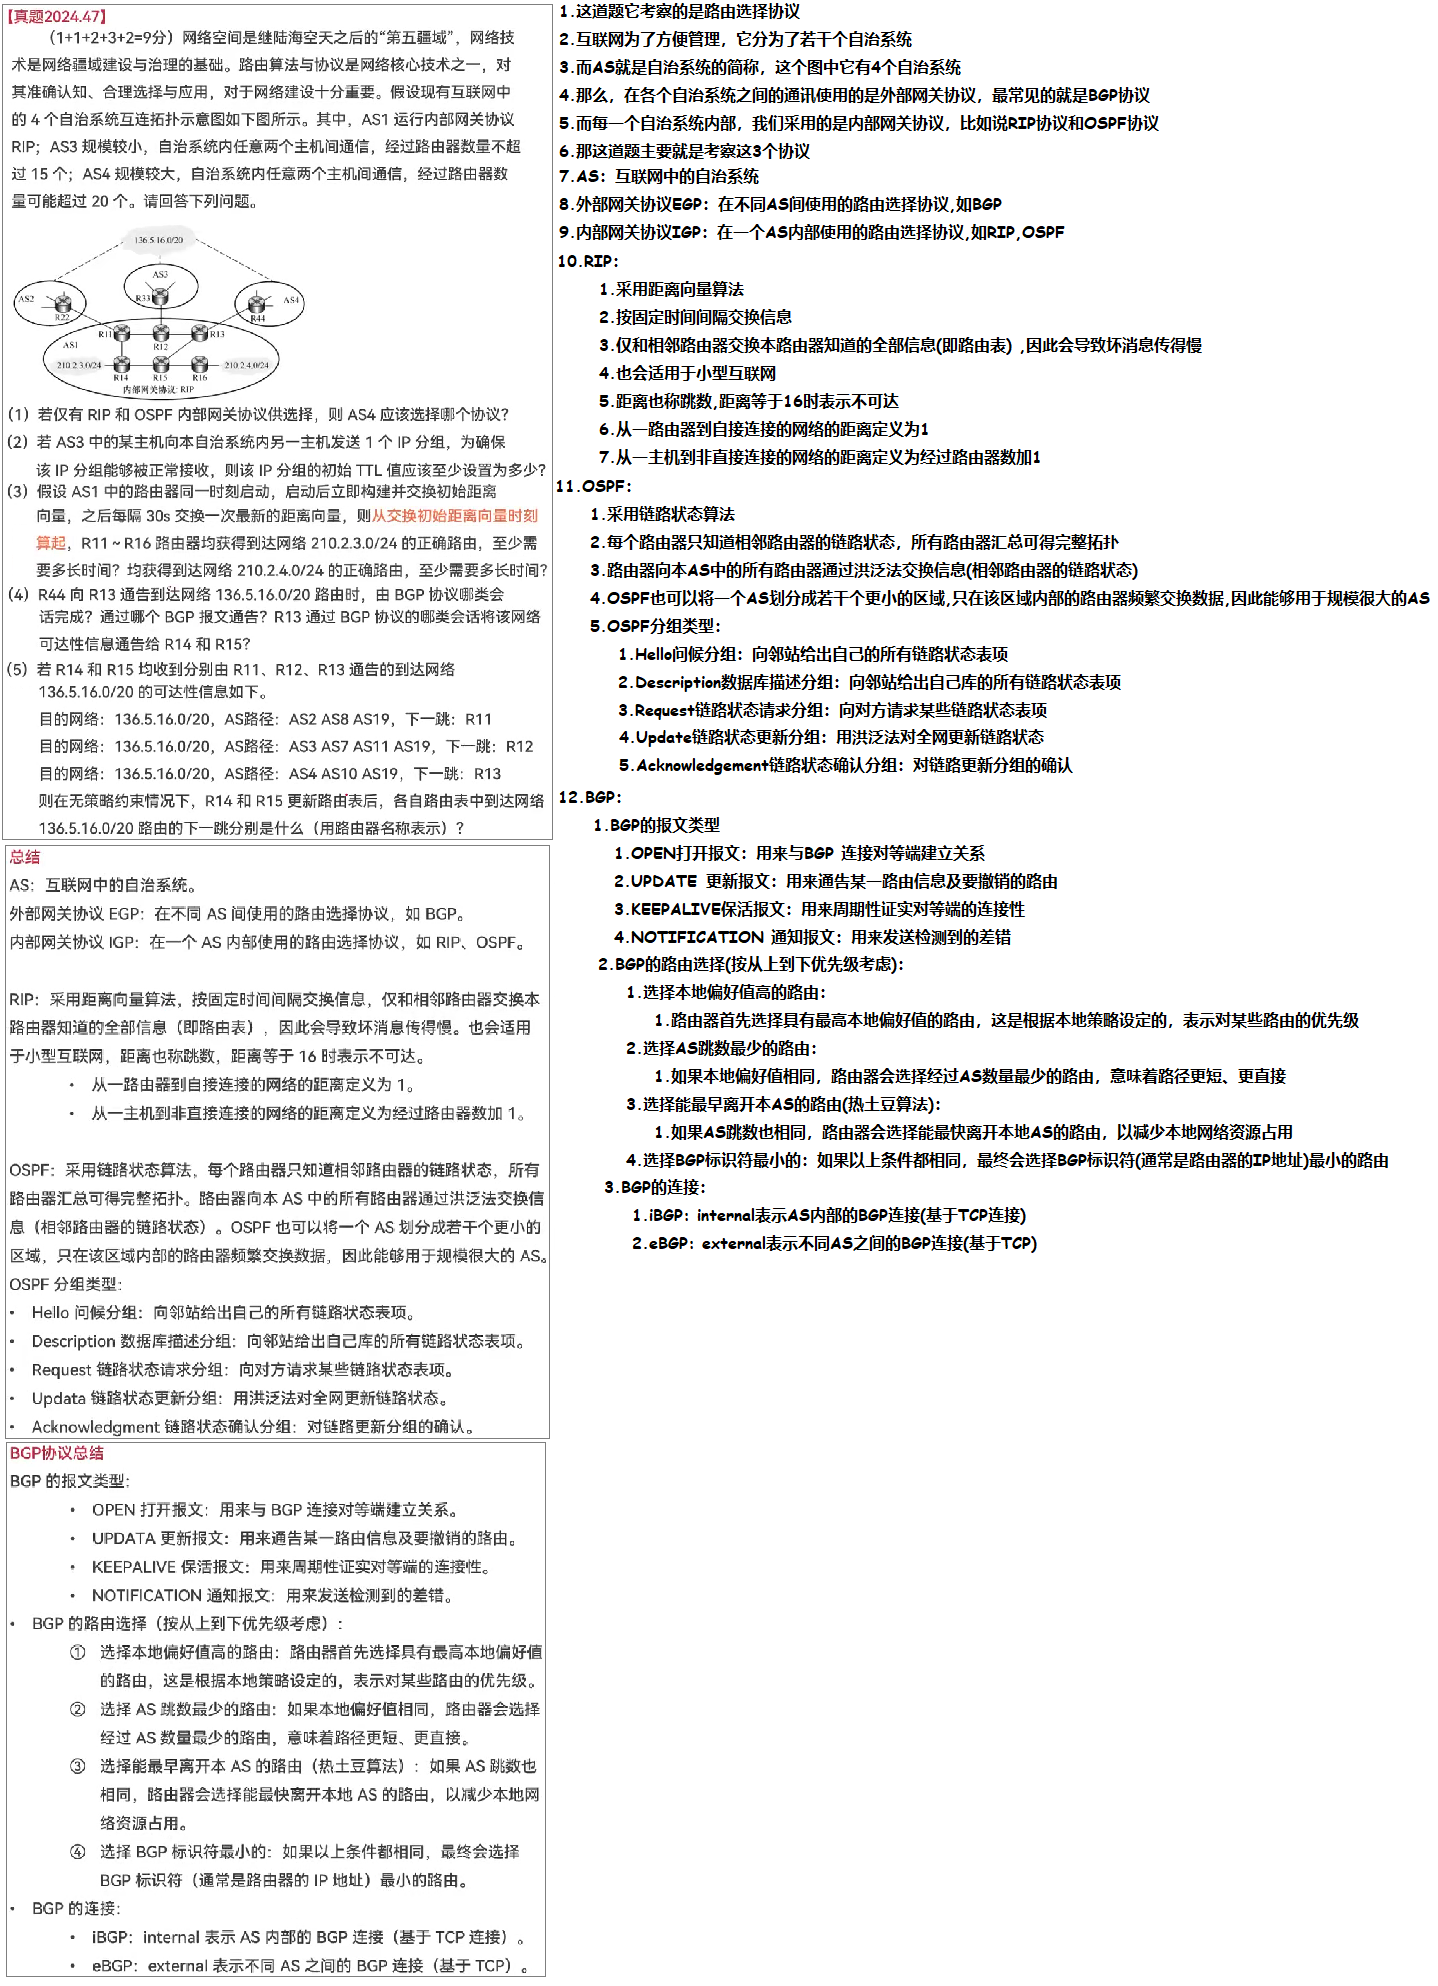 【真题2024.47】
(1+1+2+3+2=9分)网络空间是继陆海空天之后的“第五疆域”,网络技
术是网络疆域建设与治理的基础。路由算法与协议是网络核心技术之一,对
其准确认知、合理选择与应用,对于网络建设十分重要。假设现有互联网中
的 4 个自治系统互连拓扑示意图如下图所示。其中,AS1 运行内部网关协议
RIP;AS3 规模较小,自治系统内任意两个主机间通信,经过路由器数量不超
过 15 个;AS4 规模较大,自治系统内任意两个主机间通信,经过路由器数
量可能超过 20 个。请回答下列问题。
136.5.16.0/20
AS3
AS2
R33
AS4
R22
R44
R11
R12
R13
AS1
210.2.3.0/24
210.2.4.0/24
R14
R15
R16
内部网关协议: RIP
(1)若仅有 RIP 和 OSPF 内部网关协议供选择,则 AS4 应该选择哪个协议?
(2)若 AS3 中的某主机向本自治系统内另一主机发送 1 个 IP 分组,为确保
该 IP 分组能够被正常接收,则该 IP 分组的初始 TTL 值应该至少设置为多少?
(3)假设 AS1 中的路由器同一时刻启动,启动后立即构建并交换初始距离
向量,之后每隔 30s 交换一次最新的距离向量,则从交换初始距离向量时刻
算起,R11 ~ R16 路由器均获得到达网络 210.2.3.0/24 的正确路由,至少需
要多长时间?均获得到达网络 210.2.4.0/24 的正确路由,至少需要多长时间?
(4)R44 向 R13 通告到达网络 136.5.16.0/20 路由时,由 BGP 协议哪类会
话完成?通过哪个 BGP 报文通告?R13 通过 BGP 协议的哪类会话将该网络
可达性信息通告给 R14 和 R15?
(5)若 R14 和 R15 均收到分别由 R11、R12、R13 通告的到达网络
136.5.16.0/20 的可达性信息如下。
目的网络:136.5.16.0/20,AS路径:AS2 AS8 AS19,下一跳:R11
目的网络:136.5.16.0/20,AS路径:AS3 AS7 AS11 AS19,下一跳:R12
目的网络:136.5.16.0/20,AS路径:AS4 AS10 AS19,下一跳:R13
则在无策略约束情况下,R14 和 R15 更新路由表后,各自路由表中到达网络
136.5.16.0/20 路由的下一跳分别是什么(用路由器名称表示)?
总结
AS:互联网中的自治系统。
外部网关协议 EGP:在不同 AS 间使用的路由选择协议,如 BGP。
内部网关协议 IGP:在一个 AS 内部使用的路由选择协议,如 RIP、OSPF。
RIP:采用距离向量算法,按固定时间间隔交换信息,仅和相邻路由器交换本
路由器知道的全部信息(即路由表),因此会导致坏消息传得慢。也会适用
于小型互联网,距离也称跳数,距离等于 16 时表示不可达。
• 从一路由器到自接连接的网络的距离定义为 1。
• 从一主机到非直接连接的网络的距离定义为经过路由器数加 1。
OSPF:采用链路状态算法,每个路由器只知道相邻路由器的链路状态,所有
路由器汇总可得完整拓扑。路由器向本 AS 中的所有路由器通过洪泛法交换信
息(相邻路由器的链路状态)。OSPF 也可以将一个 AS 划分成若干个更小的
区域,只在该区域内部的路由器频繁交换数据,因此能够用于规模很大的 AS。
OSPF 分组类型:
• Hello 问候分组:向邻站给出自己的所有链路状态表项。
• Description 数据库描述分组:向邻站给出自己库的所有链路状态表项。
• Request 链路状态请求分组:向对方请求某些链路状态表项。
• Updata 链路状态更新分组:用洪泛法对全网更新链路状态。
• Acknowledgment 链路状态确认分组:对链路更新分组的确认。
BGP协议总结
BGP 的报文类型:
• OPEN 打开报文:用来与 BGP 连接对等端建立关系。
• UPDATA 更新报文:用来通告某一路由信息及要撤销的路由。
• KEEPALIVE 保活报文:用来周期性证实对等端的连接性。
• NOTIFICATION 通知报文:用来发送检测到的差错。
• BGP 的路由选择(按从上到下优先级考虑):
① 选择本地偏好值高的路由:路由器首先选择具有最高本地偏好值
的路由,这是根据本地策略设定的,表示对某些路由的优先级。
② 选择 AS 跳数最少的路由:如果本地偏好值相同,路由器会选择
经过 AS 数量最少的路由,意味着路径更短、更直接。
③ 选择能最早离开本 AS 的路由(热土豆算法):如果 AS 跳数也
相同,路由器会选择能最快离开本地 AS 的路由,以减少本地网
络资源占用。
④ 选择 BGP 标识符最小的:如果以上条件都相同,最终会选择
BGP 标识符(通常是路由器的 IP 地址)最小的路由。
• BGP 的连接:
• iBGP:internal 表示 AS 内部的 BGP 连接(基于 TCP 连接)。
• eBGP:external 表示不同 AS 之间的 BGP 连接(基于 TCP)。
1.这道题它考察的是路由选择协议
2.互联网为了方便管理,它分为了若干个自治系统
3.而AS就是自治系统的简称,这个图中它有4个自治系统
4.那么,在各个自治系统之间的通讯使用的是外部网关协议,最常见的就是BGP协议
5.而每一个自治系统内部,我们采用的是内部网关协议,比如说RIP协议和OSPF协议
6.那这道题主要就是考察这3个协议
7.AS:互联网中的自治系统
8.外部网关协议EGP:在不同AS间使用的路由选择协议,如BGP
9.内部网关协议IGP:在一个AS内部使用的路由选择协议,如RIP,OSPF
10.RIP:
1.采用距离向量算法
2.按固定时间间隔交换信息
3.仅和相邻路由器交换本路由器知道的全部信息(即路由表) ,因此会导致坏消息传得慢
4.也会适用于小型互联网
5.距离也称跳数,距离等于16时表示不可达
6.从一路由器到自接连接的网络的距离定义为1
7.从一主机到非直接连接的网络的距离定义为经过路由器数加1
11.OSPF:
1.采用链路状态算法
2.每个路由器只知道相邻路由器的链路状态,所有路由器汇总可得完整拓扑
3.路由器向本AS中的所有路由器通过洪泛法交换信息(相邻路由器的链路状态)
4.OSPF也可以将一个AS划分成若干个更小的区域,只在该区域内部的路由器频繁交换数据,因此能够用于规模很大的AS
5.OSPF分组类型:
1.Hello问候分组:向邻站给出自己的所有链路状态表项
2.Description数据库描述分组:向邻站给出自己库的所有链路状态表项
3.Request链路状态请求分组:向对方请求某些链路状态表项
4.Update链路状态更新分组:用洪泛法对全网更新链路状态
5.Acknowledgement链路状态确认分组:对链路更新分组的确认
12.BGP:
1.BGP的报文类型
1.OPEN打开报文:用来与BGP 连接对等端建立关系
2.UPDATE 更新报文:用来通告某一路由信息及要撤销的路由
3.KEEPALIVE保活报文:用来周期性证实对等端的连接性
4.NOTIFICATION 通知报文:用来发送检测到的差错
2.BGP的路由选择(按从上到下优先级考虑):
1.选择本地偏好值高的路由:
1.路由器首先选择具有最高本地偏好值的路由,这是根据本地策略设定的,表示对某些路由的优先级
2.选择AS跳数最少的路由:
1.如果本地偏好值相同,路由器会选择经过AS数量最少的路由,意味着路径更短、更直接
3.选择能最早离开本AS的路由(热土豆算法):
1.如果AS跳数也相同,路由器会选择能最快离开本地AS的路由,以减少本地网络资源占用
4.选择BGP标识符最小的:如果以上条件都相同,最终会选择BGP标识符(通常是路由器的IP地址)最小的路由
3.BGP的连接:
1.iBGP:internal表示AS内部的BGP连接(基于TCP连接)
2.eBGP:external表示不同AS之间的BGP连接(基于TCP)